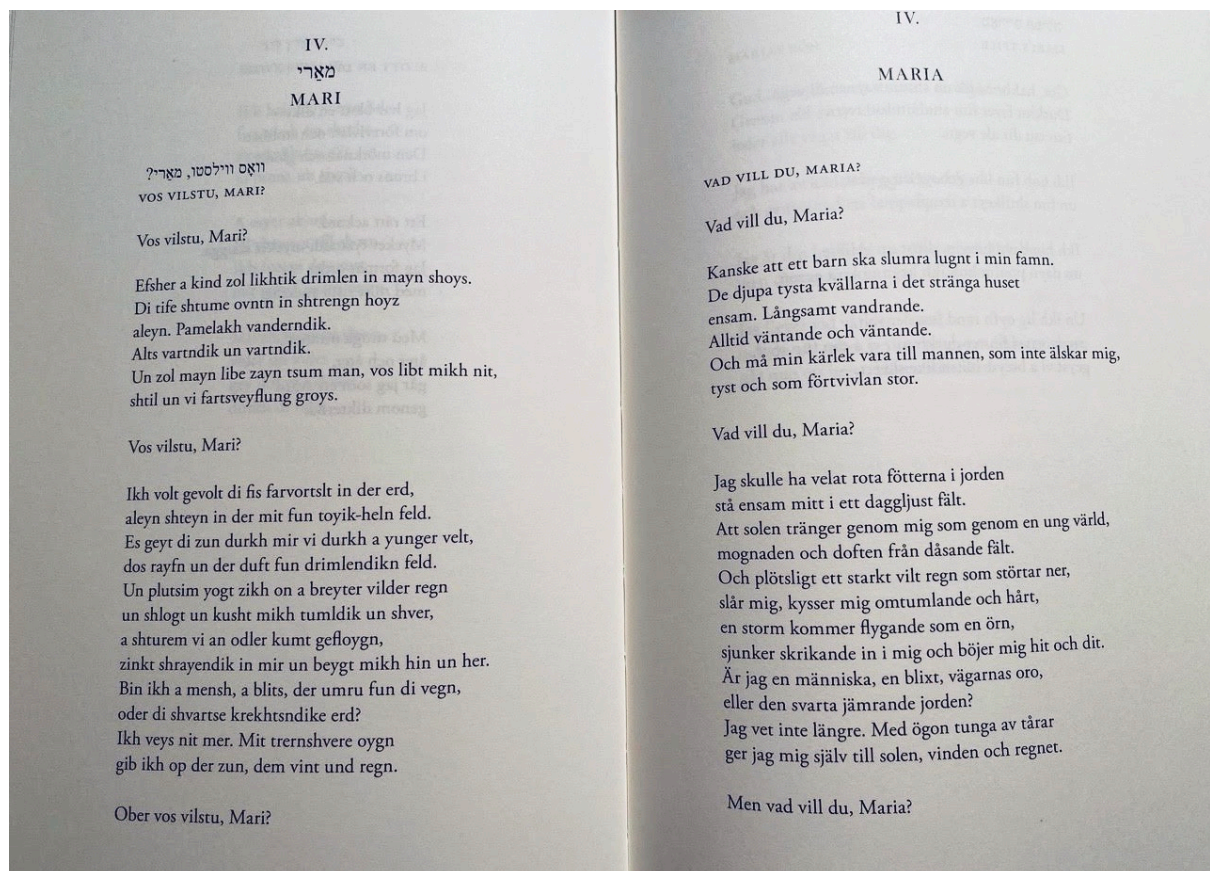 IV.
מאַרי
MARI
וואָס ווילסטו, מאַרי?
VOS VILSTU, MARI?
Vos vilstu, Mari?
Efsher a kind zol likhtik drimlen in mayn shoys.
Di tife shtume ovntn in shtrengn hoyz
aleyn. Pamelakh vanderndik.
Alts vartndik un vartndik.
Un zol mayn libe zayn tsum man, vos libt mikh nit,
shtil un vi fartsveyflung groys.
Vos vilstu, Mari?
Ikh volt gevolt di fis farvortslt in der erd,
aleyn shteyn in der mit fun toyik-heln feld.
Es geyt di zun durkh mir vi durkh a yunger velt,
dos rayfn un der duft fun drimlendikn feld.
Un plutsim yogt zikh on a breyter vilder regn
un shlogt un kusht mikh tumldik un shver,
a shturem vi an odler kumt gefloygn,
zinkt shrayendik in mir un beygt mikh hin un her.
Bin ikh a mensh, a blits, der umru fun di vegn,
oder di shvartse krekhtsndike erd?
Ikh veys nit mer. Mit trernshvere oygn
gib ikh op der zun, dem vint und regn.
Ober vos vilstu, Mari?
IV.
MARIA
VAD VILL DU, MARIA?
Vad vill du, Maria?
Kanske att ett barn ska slumra lugnt i min famn.
De djupa tysta kvällarna i det stränga huset
ensam. Långsamt vandrande.
Alltid väntande och väntande.
Och må min kärlek vara till mannen, som inte älskar mig,
tyst och som förtvivlan stor.
Vad vill du, Maria?
Jag skulle ha velat rota fötterna i jorden
stå ensam mitt i ett daggljust fält.
Att solen tränger genom mig som genom en ung värld,
mognaden och doften från dåsande fält.
Och plötsligt ett starkt vilt regn som störtar ner,
slår mig, kysser mig omtumlande och hårt,
en storm kommer flygande som en örn,
sjunker skrikande in i mig och böjer mig hit och dit.
Är jag en människa, en blixt, vägarnas oro,
eller den svarta jämrande jorden?
Jag vet inte längre. Med ögon tunga av tårar
ger jag mig själv till solen, vinden och regnet.
Men vad vill du, Maria?